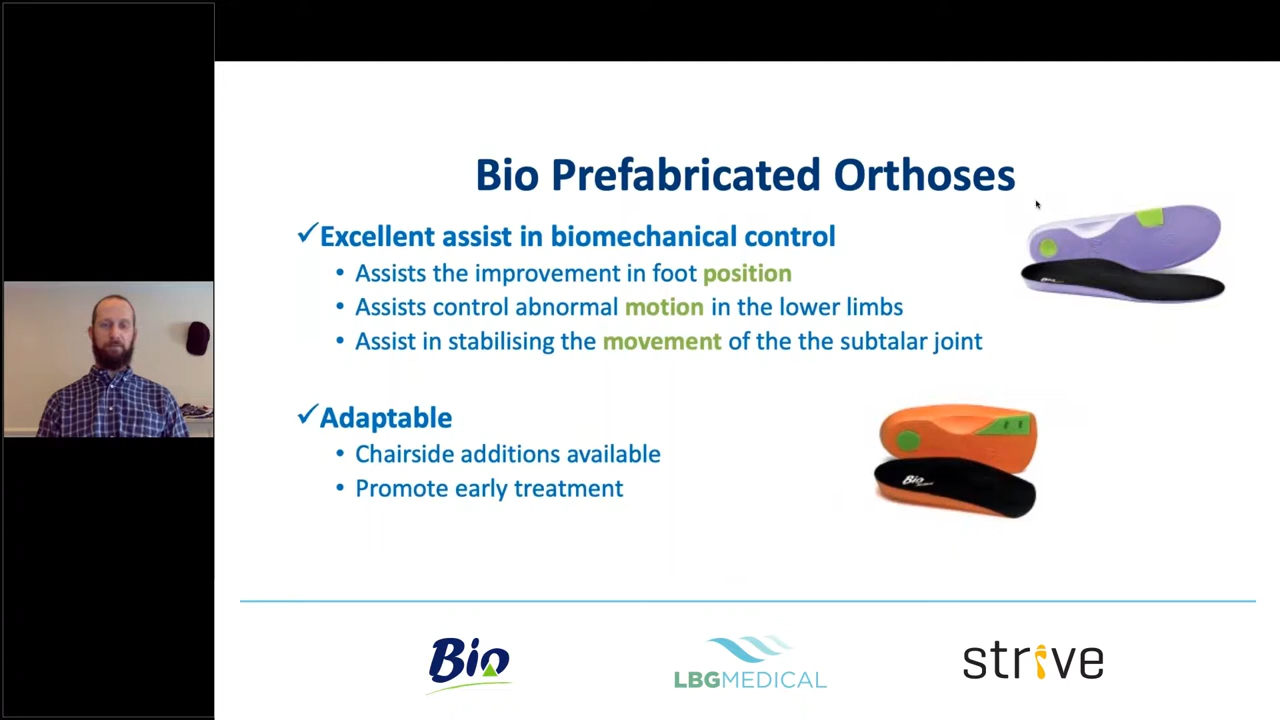 Bio Prefabricated Orthoses
✓Excellent assist in biomechanical control
• Assists the improvement in foot position
• Assists control abnormal motion in the lower limbs
• Assist in stabilising the movement of the the subtalar joint
✓Adaptable
• Chairside additions available
• Promote early treatment
Bio
Bio
LBGMEDICAL
strive